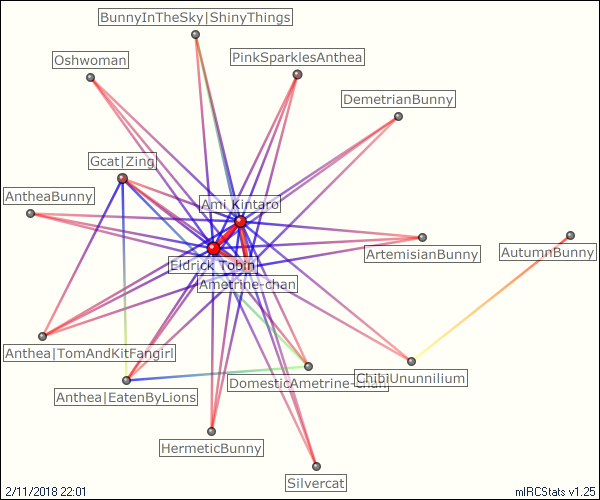 BunnyInTheSky|ShinyThings
Oshwoman
PinkSparklesAnthea
DemetrianBunny
Gcat|Zing
AntheaBunny
Ami Kintaro
ArtemisianBunny
AutumnBunny
Eldrick Tobin
Ametrine-chan
Anthea|TomAndKitFangirl
DomesticAmetrine-chan
ChibiUnunnilium
Anthea|EatenByLions
HermeticBunny
Silvercat
2/11/2018 22:01
mIRCStats v1.25